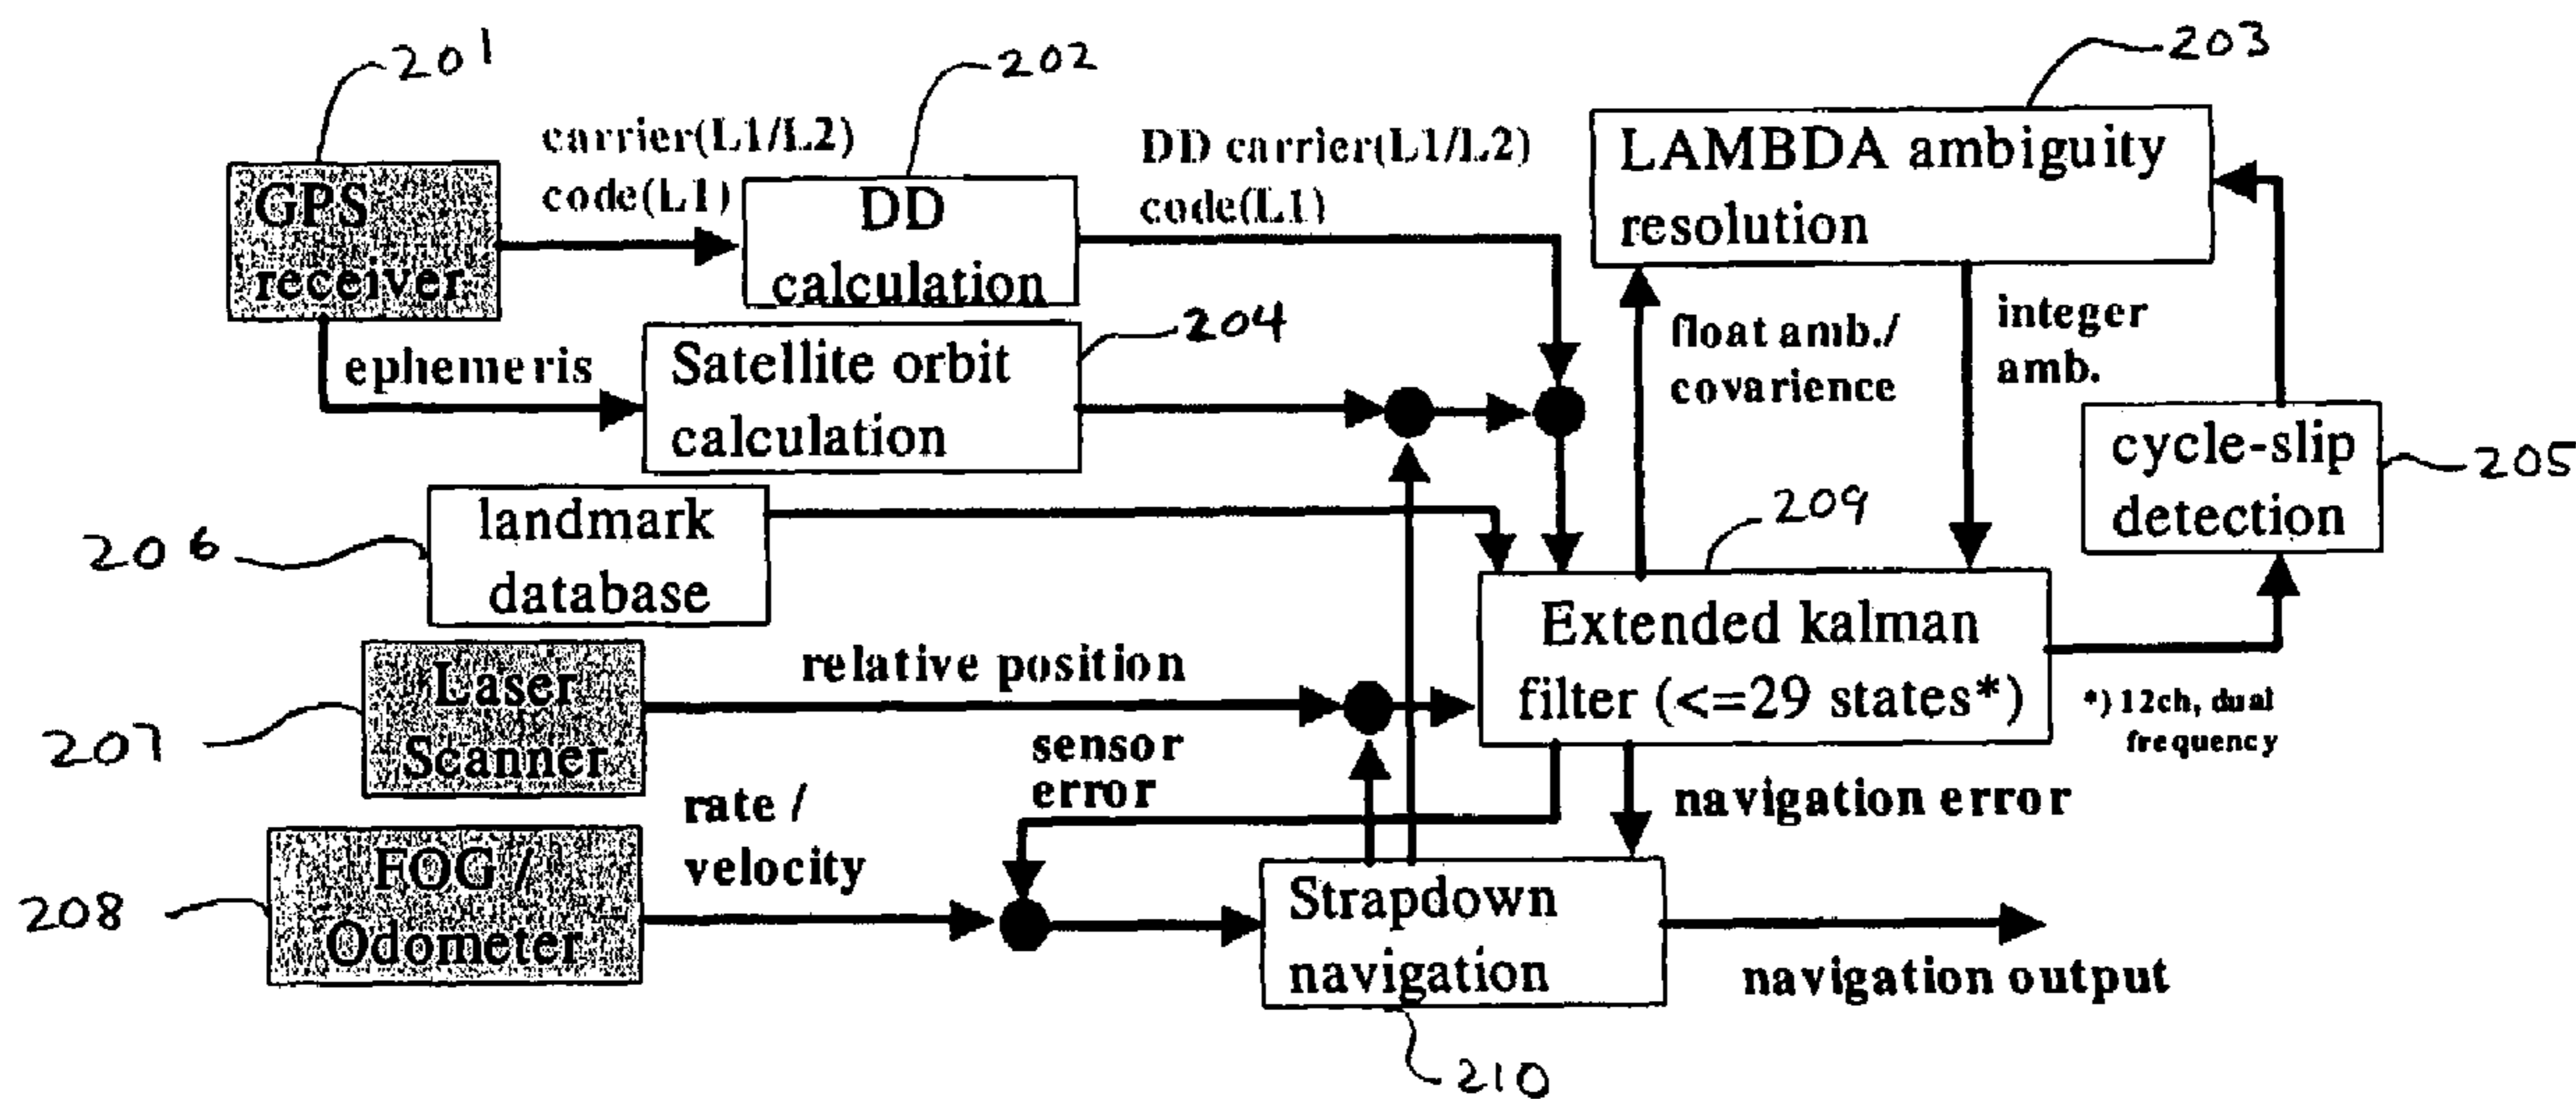 201
202
203
carrier(L1/L2)
code(L1)
DD carrier(L1/L2)
code(L1)
GPS
receiver
DD
calculation
LAMBDA ambiguity
resolution
204
ephemeris
Satellite orbit
calculation
float amb./
covarience
integer
amb.
cycle-slip
detection
205
206
landmark
database
209
Extended kalman
filter (<=29 states*)
*) 12ch, dual
frequency
207
Laser
Scanner
relative position
sensor
error
navigation error
208
FOG /
Odometer
rate /
velocity
Strapdown
navigation
navigation output
210